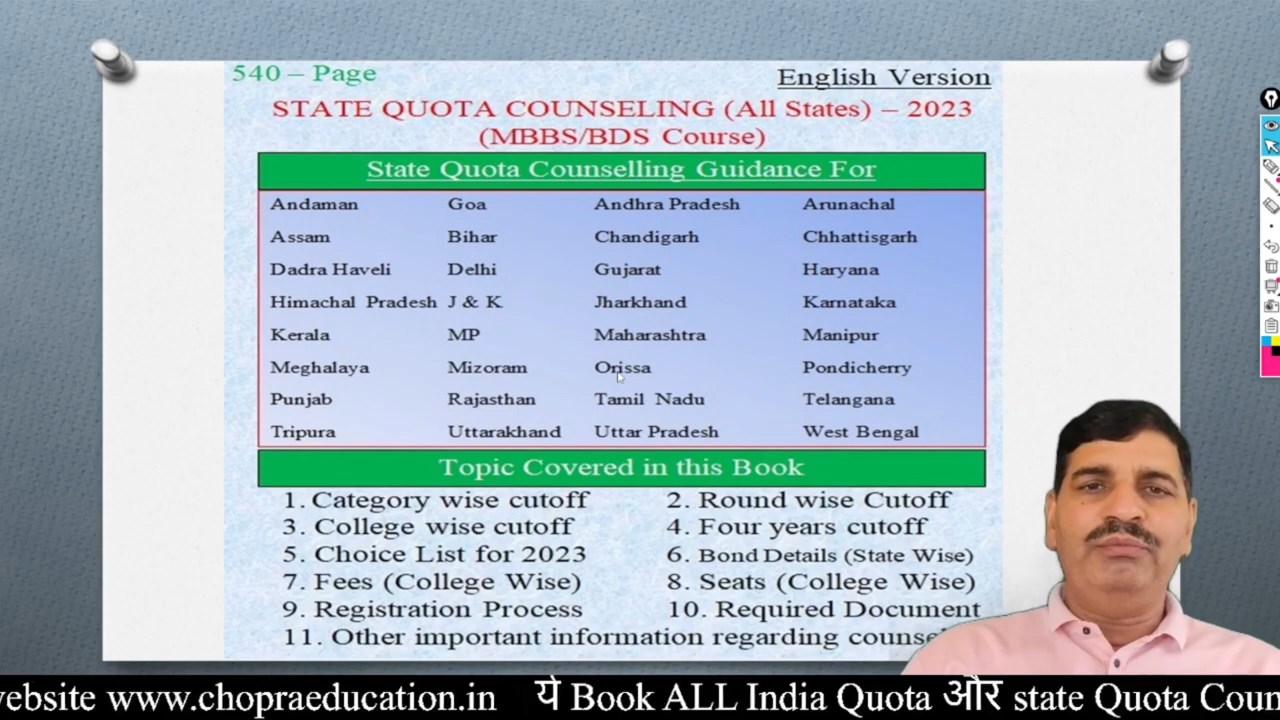 540 – Page English Version
STATE QUOTA COUNSELING (All States) – 2023
(MBBS/BDS Course)
State Quota Counselling Guidance For
Andaman Goa Andhra Pradesh Arunachal
Assam Bihar Chandigarh Chhattisgarh
Dadra Haveli Delhi Gujarat Haryana
Himachal Pradesh J & K Jharkhand Karnataka
Kerala MP Maharashtra Manipur
Meghalaya Mizoram Orissa Pondicherry
Punjab Rajasthan Tamil Nadu Telangana
Tripura Uttarakhand Uttar Pradesh West Bengal
Topic Covered in this Book
1. Category wise cutoff 2. Round wise Cutoff
3. College wise cutoff 4. Four years cutoff
5. Choice List for 2023 6. Bond Details (State Wise)
7. Fees (College Wise) 8. Seats (College Wise)
9. Registration Process 10. Required Document
11. Other important information regarding
www.chopraeducation.in ये Book ALL India Quota और state Quota